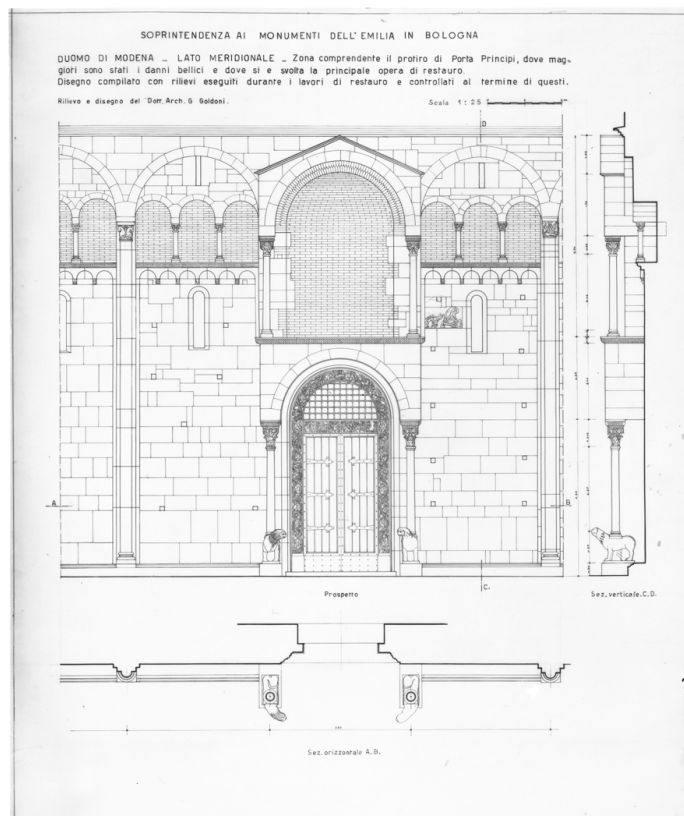 SOPRINTENDENZA AI MONUMENTI DELL'EMILIA IN BOLOGNA
DUOMO DI MODENA _ LATO MERIDIONALE _ Zona comprendente il protiro di Porta Principi, dove mag=
giori sono stati i danni bellici e dove si e svolta la principale opera di restauro.
Disegno compilato con rilievi eseguiti durante i lavori di restauro e controllati al termine di questi.
Rilievo e disegno del Dott. Arch. G Goldoni.
Scala 1:25
D
A
B
C.
Prospetto
Sez. verticale.C.D.
Sez. orizzontale A.B.